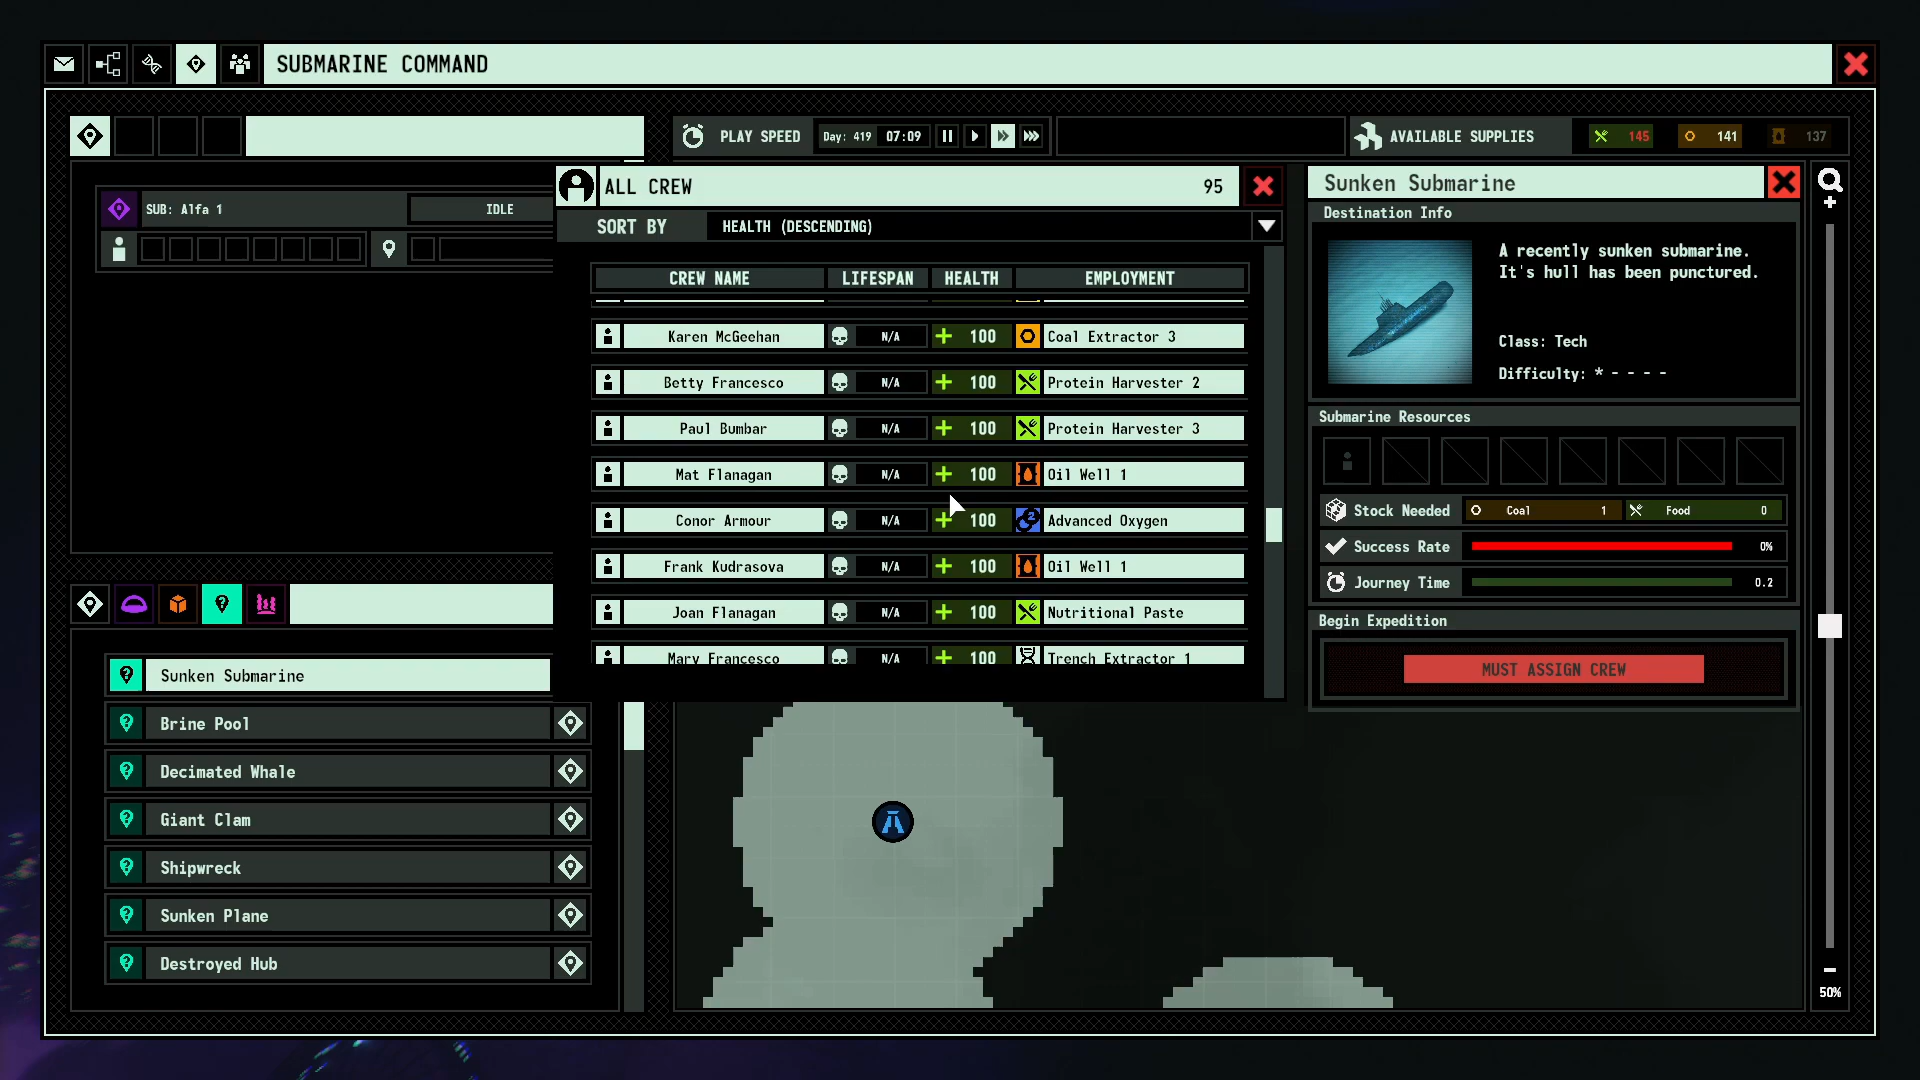 SUBMARINE COMMAND
PLAY SPEED
Day: 419
07:09
AVAILABLE SUPPLIES
145
141
137
SUB: Alfa 1
IDLE
ALL CREW
95
SORT BY
HEALTH (DESCENDING)
CREW NAME
LIFESPAN
HEALTH
EMPLOYMENT
Karen McGeehan
N/A
100
Coal Extractor 3
Betty Francesco
N/A
100
Protein Harvester 2
Paul Bumbar
N/A
100
Protein Harvester 3
Mat Flanagan
N/A
100
Oil Well 1
Conor Armour
N/A
100
Advanced Oxygen
Frank Kudrasova
N/A
100
Oil Well 1
Joan Flanagan
N/A
100
Nutritional Paste
Mary Francesco
N/A
100
Trench Extractor 1
Sunken Submarine
Destination Info
A recently sunken submarine.
It's hull has been punctured.
Class: Tech
Difficulty: * - - - -
Submarine Resources
Stock Needed
Coal
1
Food
0
Success Rate
0%
Journey Time
0.2
Begin Expedition
MUST ASSIGN CREW
Sunken Submarine
Brine Pool
Decimated Whale
Giant Clam
Shipwreck
Sunken Plane
Destroyed Hub
50%